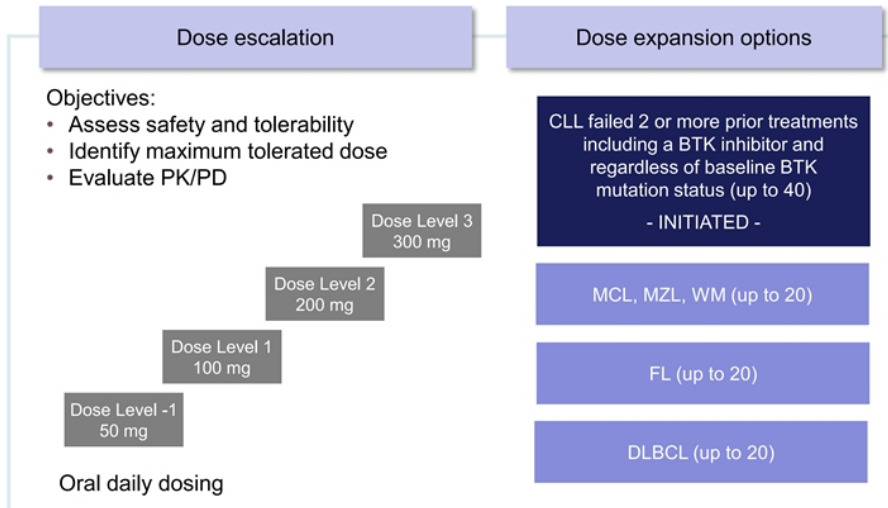 Dose escalation
Objectives:
• Assess safety and tolerability
• Identify maximum tolerated dose
• Evaluate PK/PD
Dose Level 3
300 mg
Dose Level 2
200 mg
Dose Level 1
100 mg
Dose Level -1
50 mg
Oral daily dosing
Dose expansion options
CLL failed 2 or more prior treatments
including a BTK inhibitor and
regardless of baseline BTK
mutation status (up to 40)
- INITIATED -
MCL, MZL, WM (up to 20)
FL (up to 20)
DLBCL (up to 20)